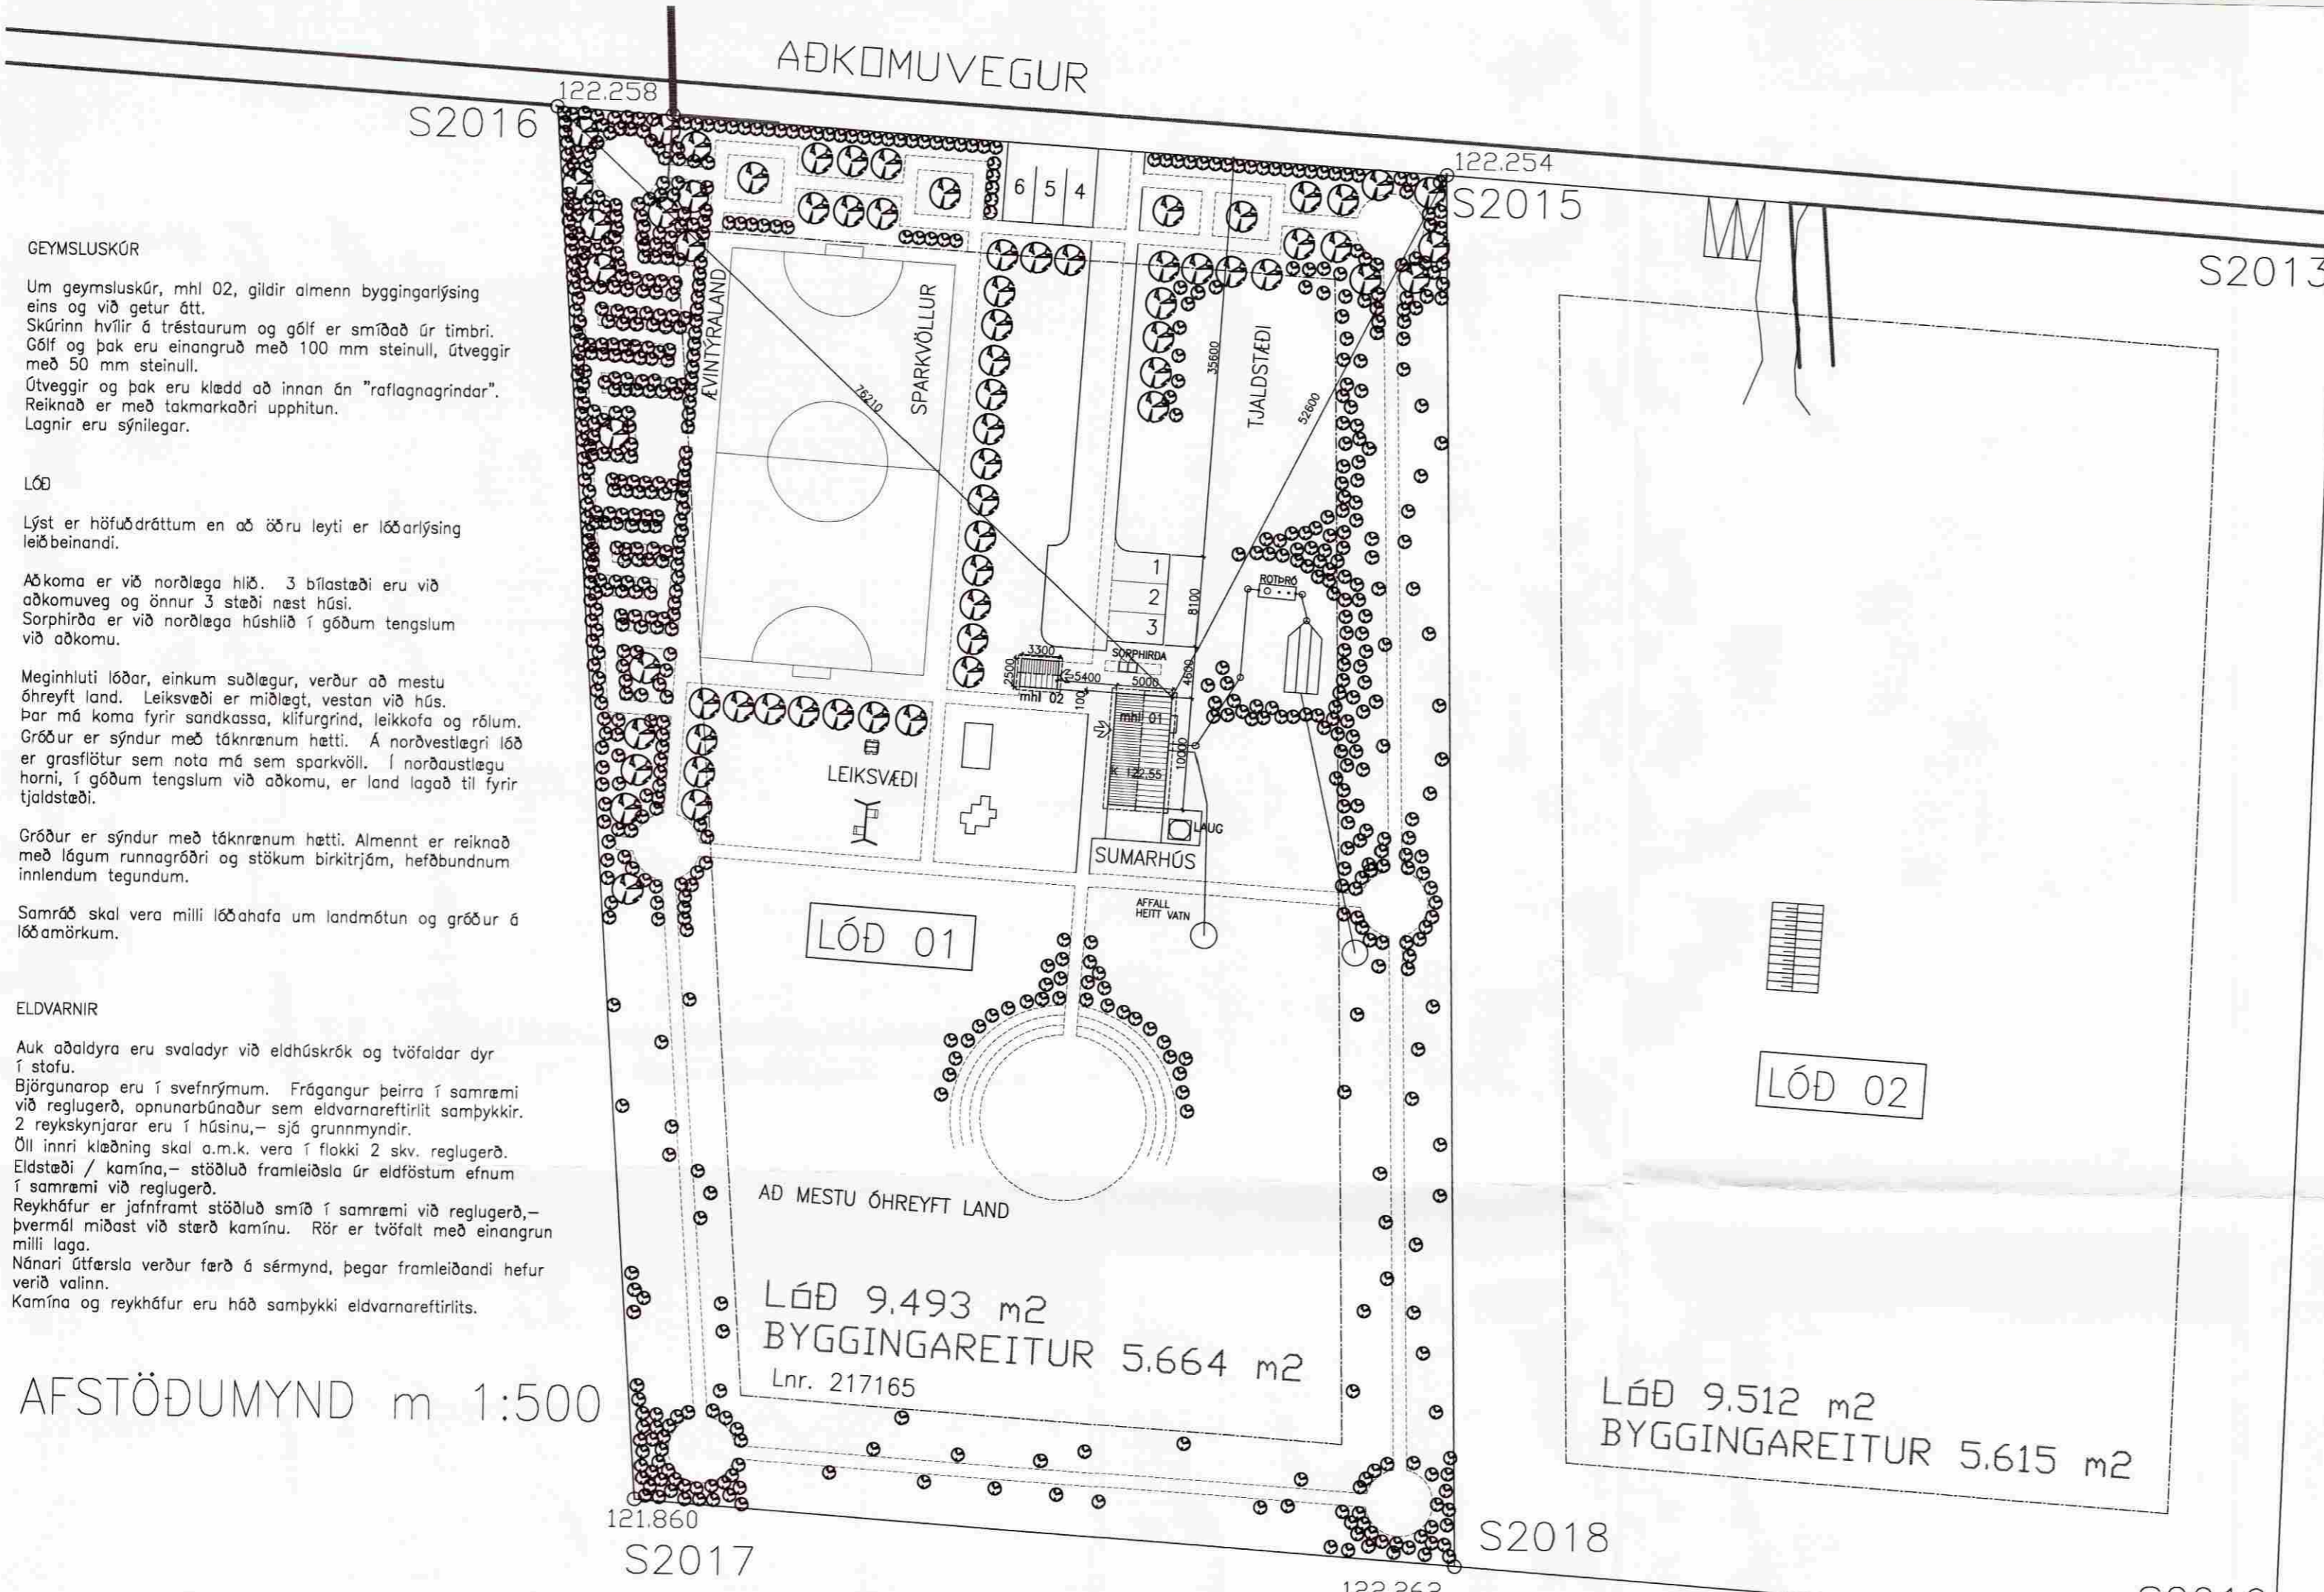 AÐKOMUVEGUR
122.258
S2016
122.254
S2015
S2013
6 5 4
GEYMSLUSKÚR
Um geymsluskúr, mhl 02, gildir almenn byggingarlýsing
eins og við getur átt.
Skúrinn hvílir á tréstaurum og gólf er smíðað úr timbri.
Gólf og þak eru einangruð með 100 mm steinull, útveggir
með 50 mm steinull.
Útveggir og þak eru klædd að innan án "raflagnagrindar".
Reiknað er með takmarkaðri upphitun.
Lagnir eru sýnilegar.
LÓÐ
Lýst er höfuðdráttum en að öðru leyti er lóðarlýsing
leiðbeinandi.
Aðkoma er við norðlæga hlið. 3 bílastæði eru við
aðkomuveg og önnur 3 stæði næst húsi.
Sorphirða er við norðlæga húshlið í góðum tengslum
við aðkomu.
Meginhluti lóðar, einkum suðlægur, verður að mestu
óhreyft land. Leiksvæði er miðlægt, vestan við hús.
Þar má koma fyrir sandkassa, klifurgrind, leikkofa og rólum.
Gróður er sýndur með táknrænum hætti. Á norðvestlægri lóð
er grasflötur sem nota má sem sparkvöll. Í norðaustlægu
horni, í góðum tengslum við aðkomu, er land lagað til fyrir
tjaldstæði.
Gróður er sýndur með táknrænum hætti. Almennt er reiknað
með lágum runnagróðri og stökum birkitrjám, hefðbundnum
innlendum tegundum.
Samráð skal vera milli lóðahafa um landmótun og gróður á
lóðamörkum.
ELDVARNIR
Auk aðaldyra eru svaladyr við eldhúskrók og tvöfaldar dyr
í stofu.
Björgunarop eru í svefnrýmum. Frágangur þeirra í samræmi
við reglugerð, opnunarbúnaður sem eldvarnareftirlit samþykkir.
2 reykskynjarar eru í húsinu,– sjá grunnmyndir.
Öll innri klæðning skal a.m.k. vera í flokki 2 skv. reglugerð.
Eldstæði / kamína,– stöðluð framleiðsla úr eldföstum efnum
í samræmi við reglugerð.
Reykháfur er jafnframt stöðluð smíð í samræmi við reglugerð,–
þvermál miðast við stærð kamínu. Rör er tvöfalt með einangrun
milli laga.
Nánari útfærsla verður færð á sérmynd, þegar framleiðandi hefur
verið valinn.
Kamína og reykháfur eru háð samþykki eldvarnareftirlits.
AFSTÖÐUMYND m 1:500
ÆVINTÝRALAND
SPARKVÖLLUR
76210
35600
TJALDSTÆÐI
52600
1
2
3
8100
ROTÞRÓ
SORPHIRDA
3300
2500
5400
5000
4600
mhl 02
100
mhl 01
10000
K 122.55
LEIKSVÆÐI
LAUG
SUMARHÚS
AFFALL
HEITT VATN
LÓÐ 01
AÐ MESTU ÓHREYFT LAND
LÓÐ 9.493 m2
BYGGINGAREITUR 5.664 m2
Lnr. 217165
LÓÐ 02
LÓÐ 9.512 m2
BYGGINGAREITUR 5.615 m2
121.860
S2017
S2018